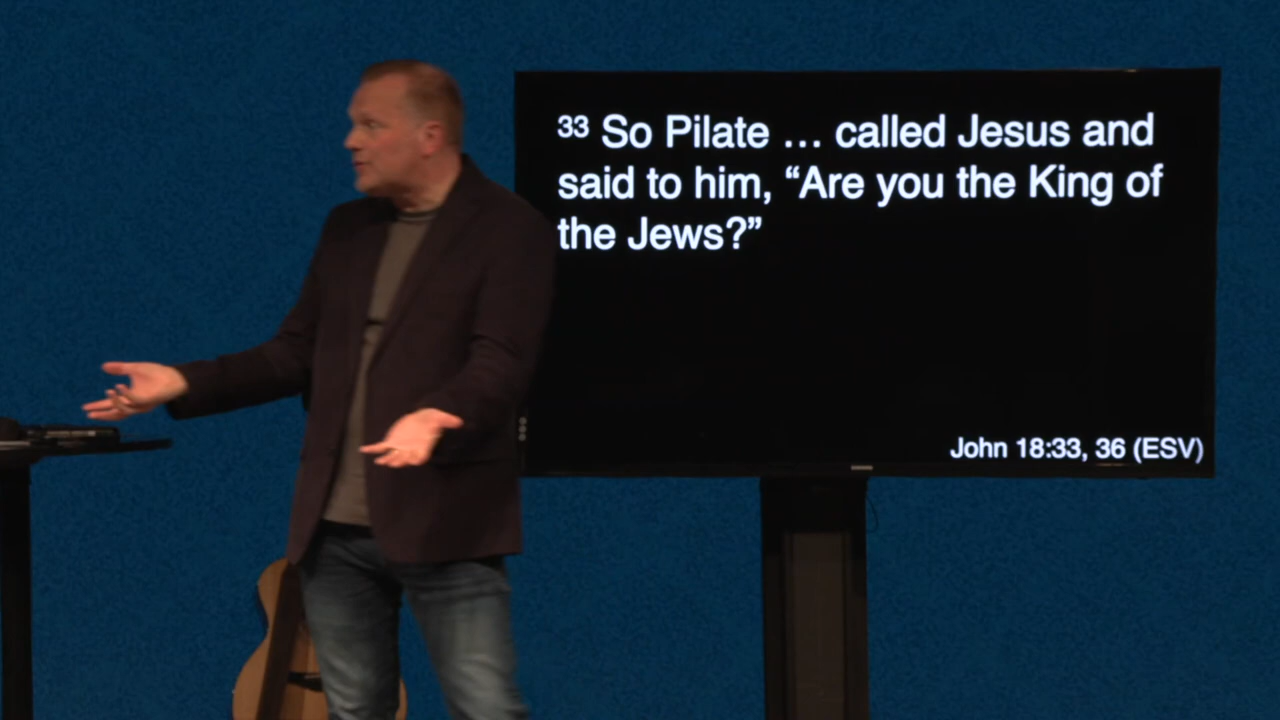 33 So Pilate … called Jesus and
said to him, “Are you the King of
the Jews?”
John 18:33, 36 (ESV)